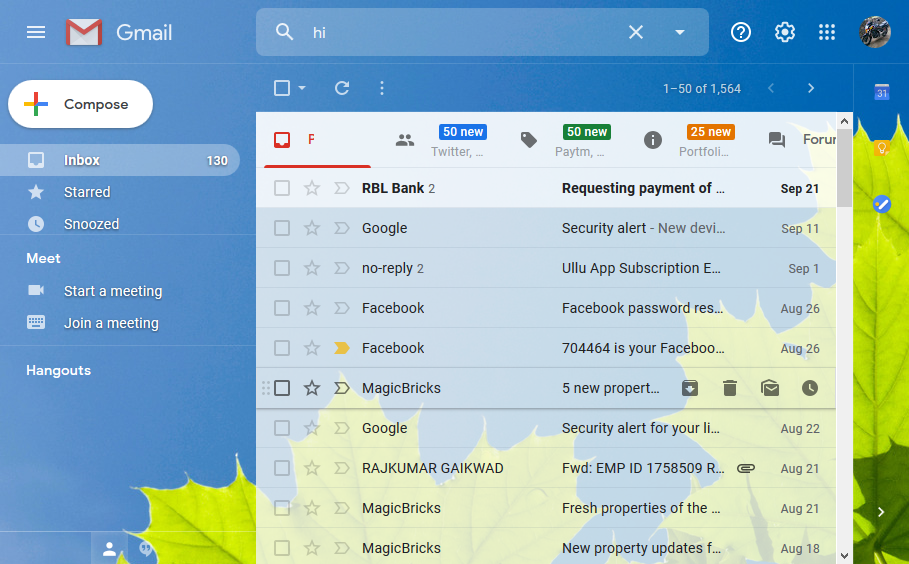 Gmail
hi
Compose
1–50 of 1,564
50 new
50 new
25 new
Twitter, ...
Paytm, ...
Portfoli...
Forur
Inbox 130
Starred
Snoozed
Meet
Start a meeting
Join a meeting
Hangouts
RBL Bank 2 Requesting payment of ... Sep 21
Google Security alert - New devi... Sep 11
no-reply 2 Ullu App Subscription E... Sep 1
Facebook Facebook password res... Aug 26
Facebook 704464 is your Faceboo... Aug 26
MagicBricks 5 new propert...
Google Security alert for your li... Aug 22
RAJKUMAR GAIKWAD Fwd: EMP ID 1758509 R... Aug 21
MagicBricks Fresh properties of the ... Aug 21
MagicBricks New property updates f... Aug 18
31